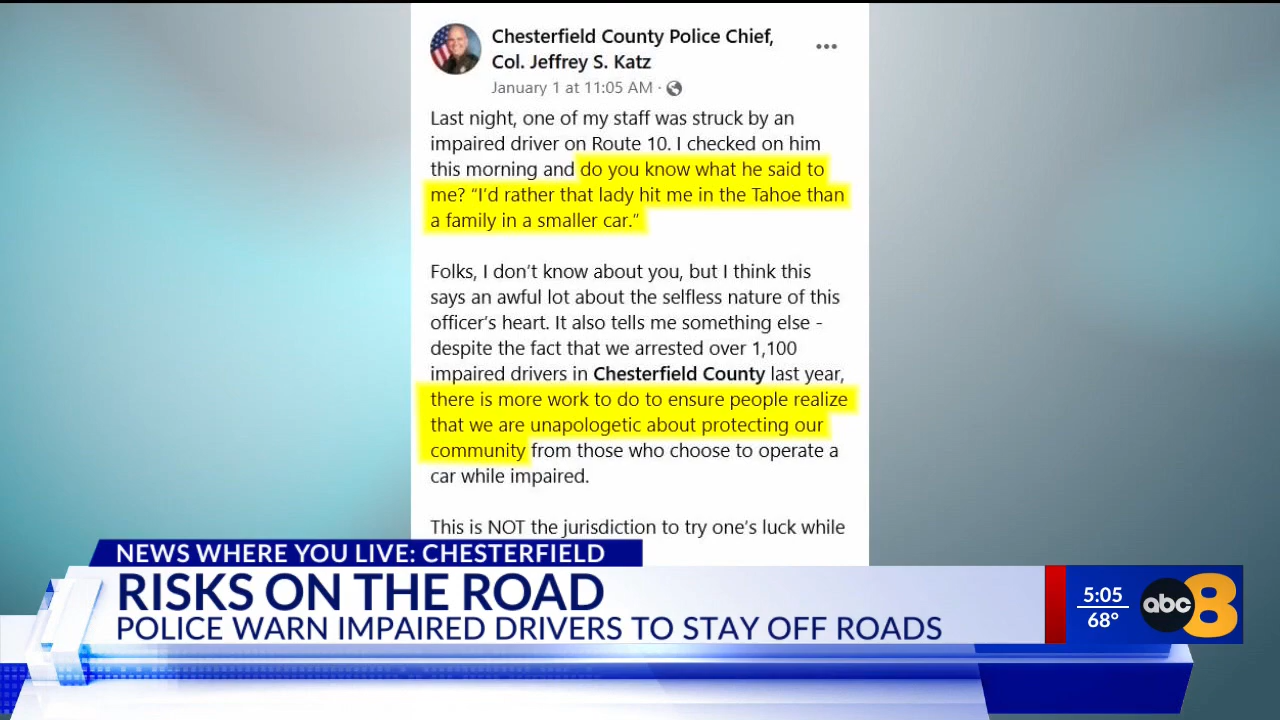 Chesterfield County Police Chief,
Col. Jeffrey S. Katz
January 1 at 11:05 AM ·
Last night, one of my staff was struck by an
impaired driver on Route 10. I checked on him
this morning and do you know what he said to
me? “I’d rather that lady hit me in the Tahoe than
a family in a smaller car.”
Folks, I don’t know about you, but I think this
says an awful lot about the selfless nature of this
officer’s heart. It also tells me something else -
despite the fact that we arrested over 1,100
impaired drivers in Chesterfield County last year,
there is more work to do to ensure people realize
that we are unapologetic about protecting our
community from those who choose to operate a
car while impaired.
This is NOT the jurisdiction to try one’s luck while
NEWS WHERE YOU LIVE: CHESTERFIELD
RISKS ON THE ROAD
POLICE WARN IMPAIRED DRIVERS TO STAY OFF ROADS
5:05
68°
abc 8